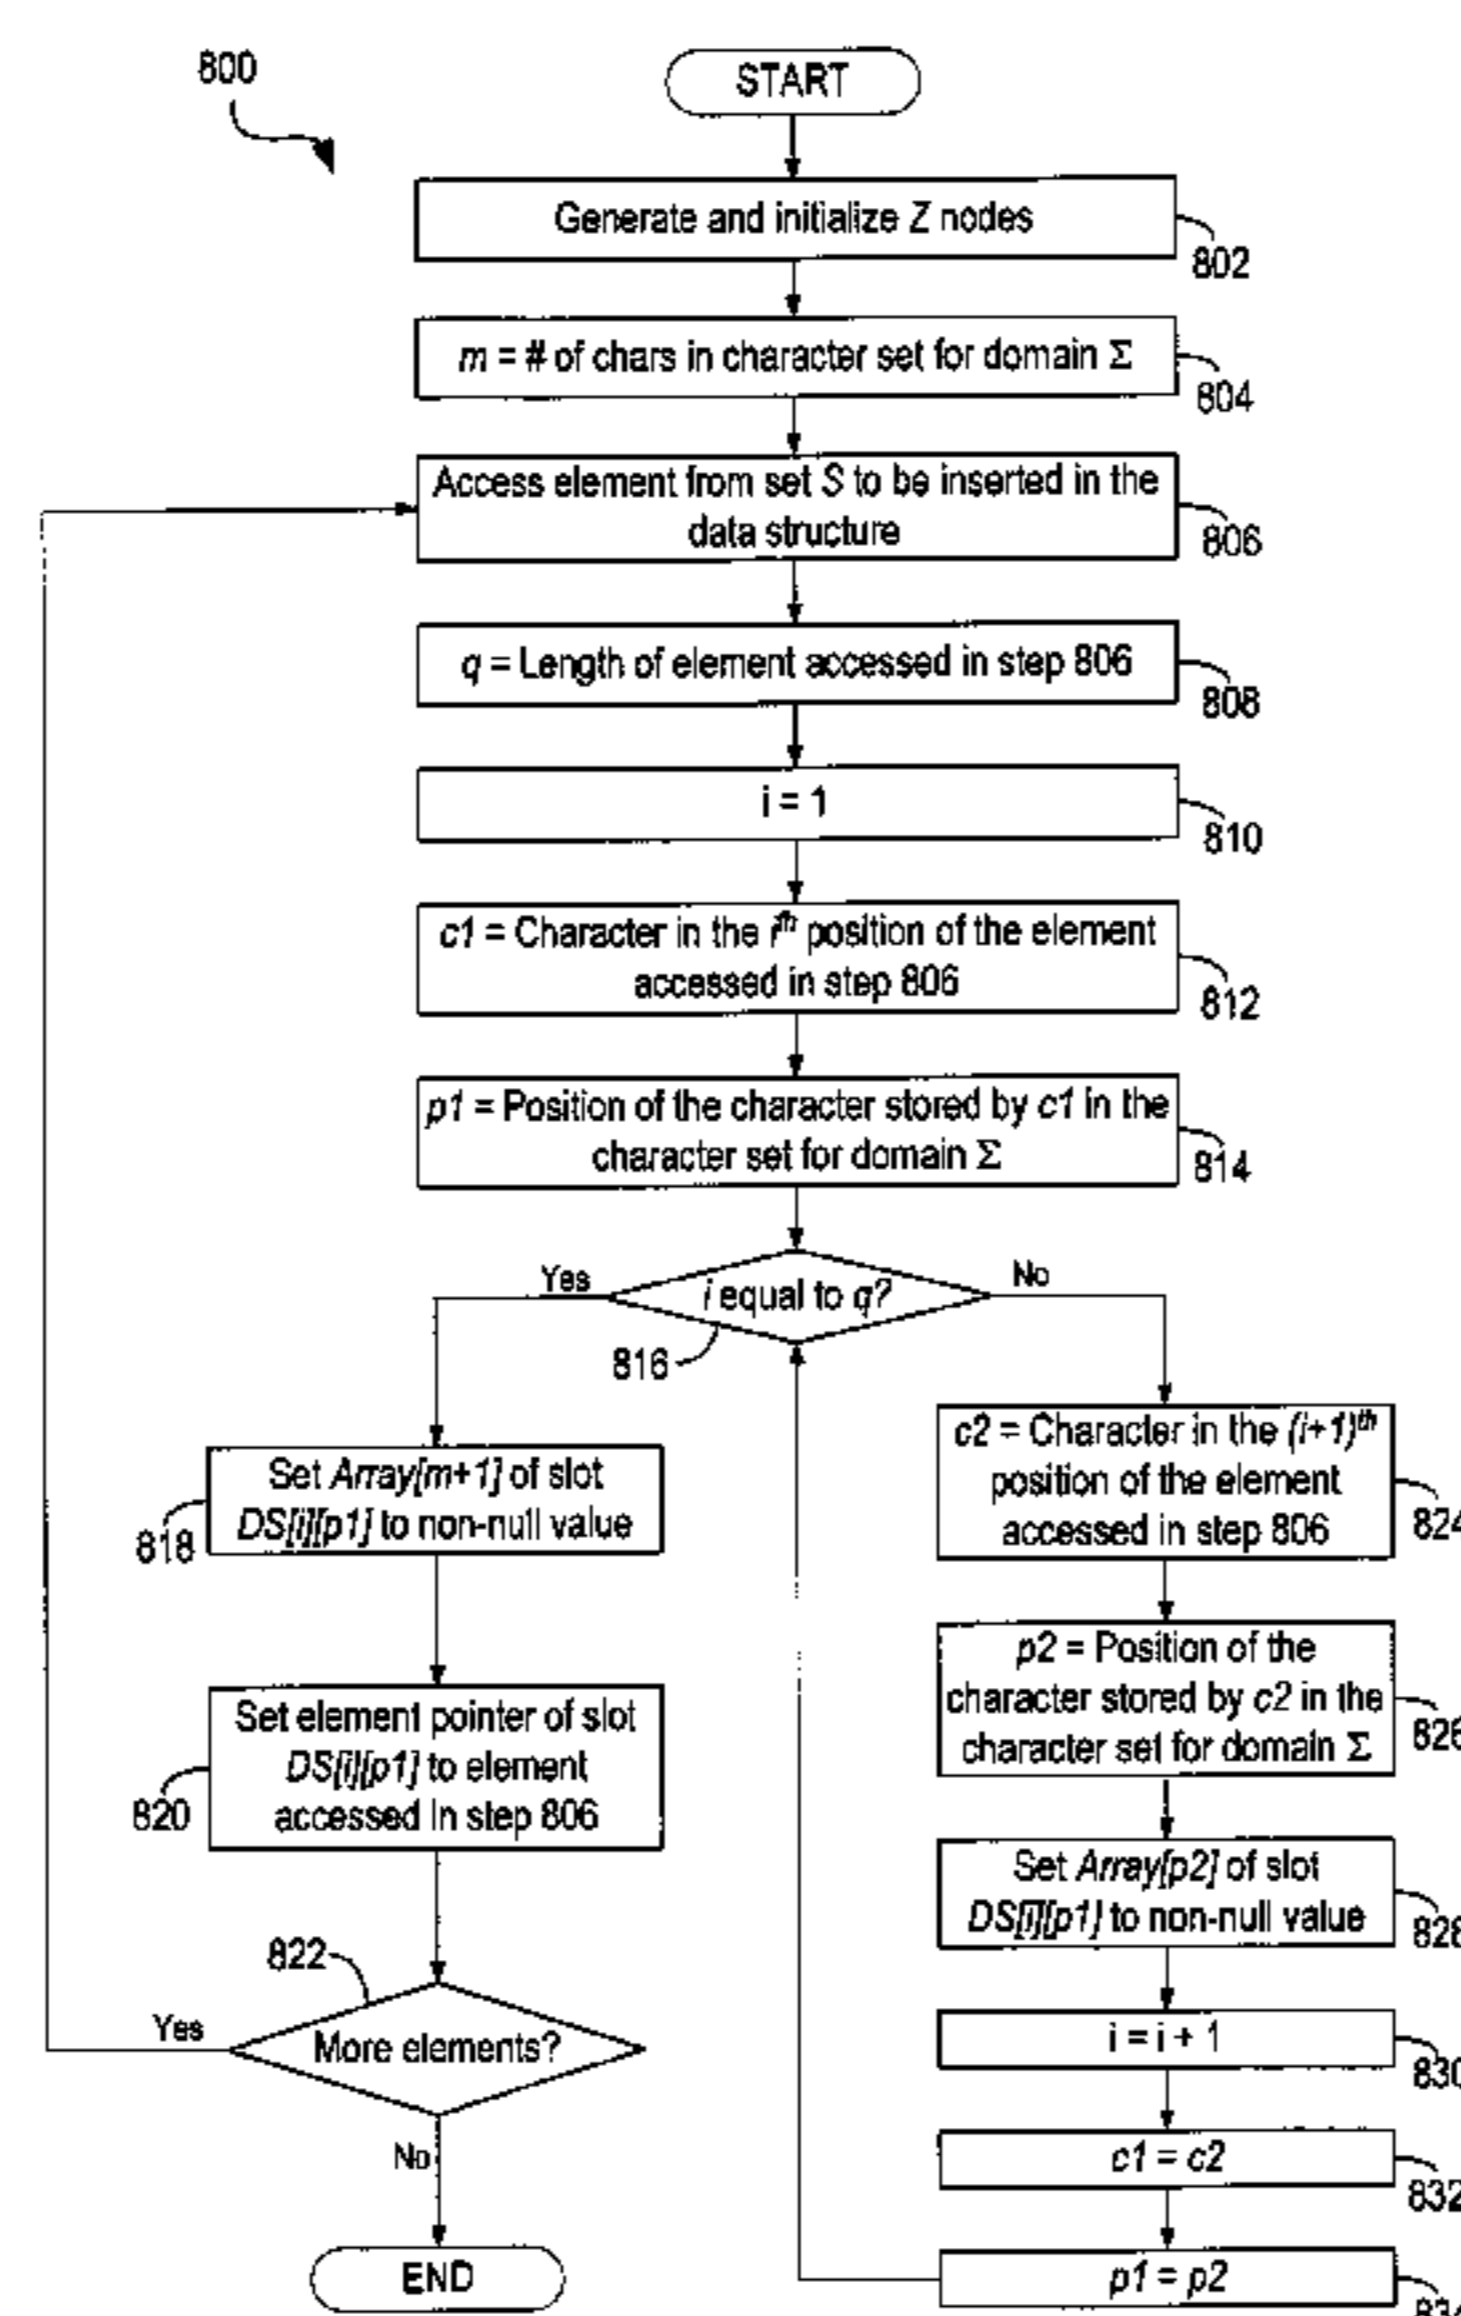 800
START
Generate and initialize Z nodes
802
m = # of chars in character set for domain Σ
804
Access element from set S to be inserted in the
data structure
806
q = Length of element accessed in step 806
808
i = 1
810
c1 = Character in the ith position of the element
accessed in step 806
812
p1 = Position of the character stored by c1 in the
character set for domain Σ
814
Yes
i equal to q?
No
816
Set Array[m+1] of slot
DS[i][p1] to non-null value
818
Set element pointer of slot
DS[i][p1] to element
accessed in step 806
820
822
Yes
More elements?
No
END
c2 = Character in the (i+1)th
position of the element
accessed in step 806
824
p2 = Position of the
character stored by c2 in the
character set for domain Σ
826
Set Array[p2] of slot
DS[i][p1] to non-null value
828
i = i + 1
830
c1 = c2
832
p1 = p2